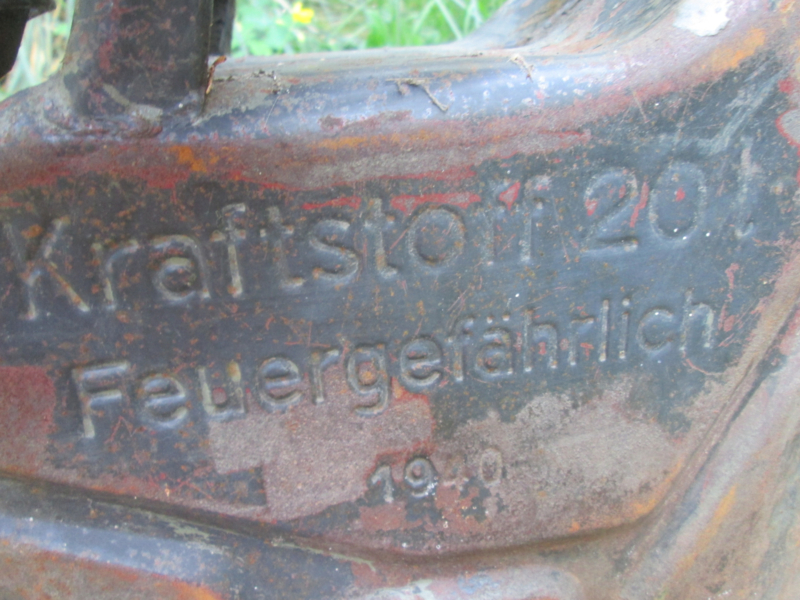 Kraftstoff 20 l.
Feuergefährlich
1940